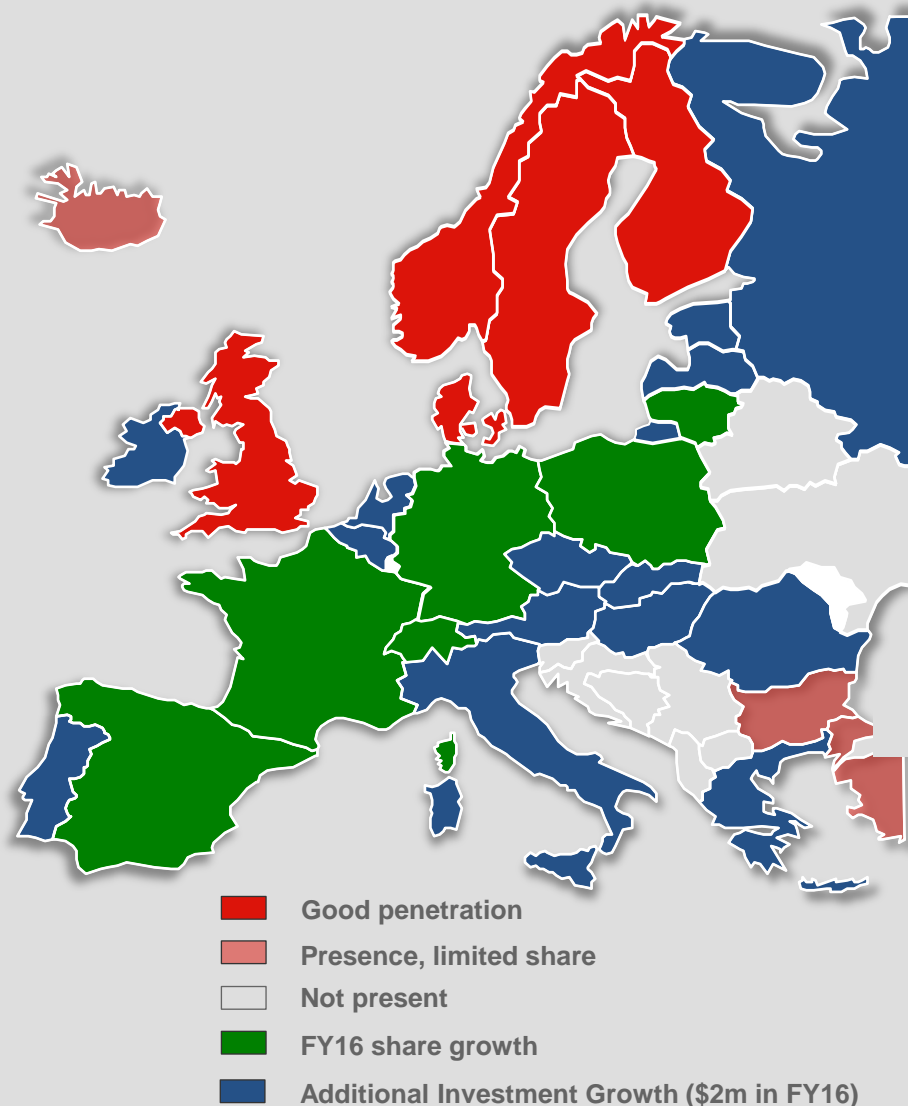 Good penetration
Presence, limited share
Not present
FY16 share growth
Additional Investment Growth ($2m in FY16)